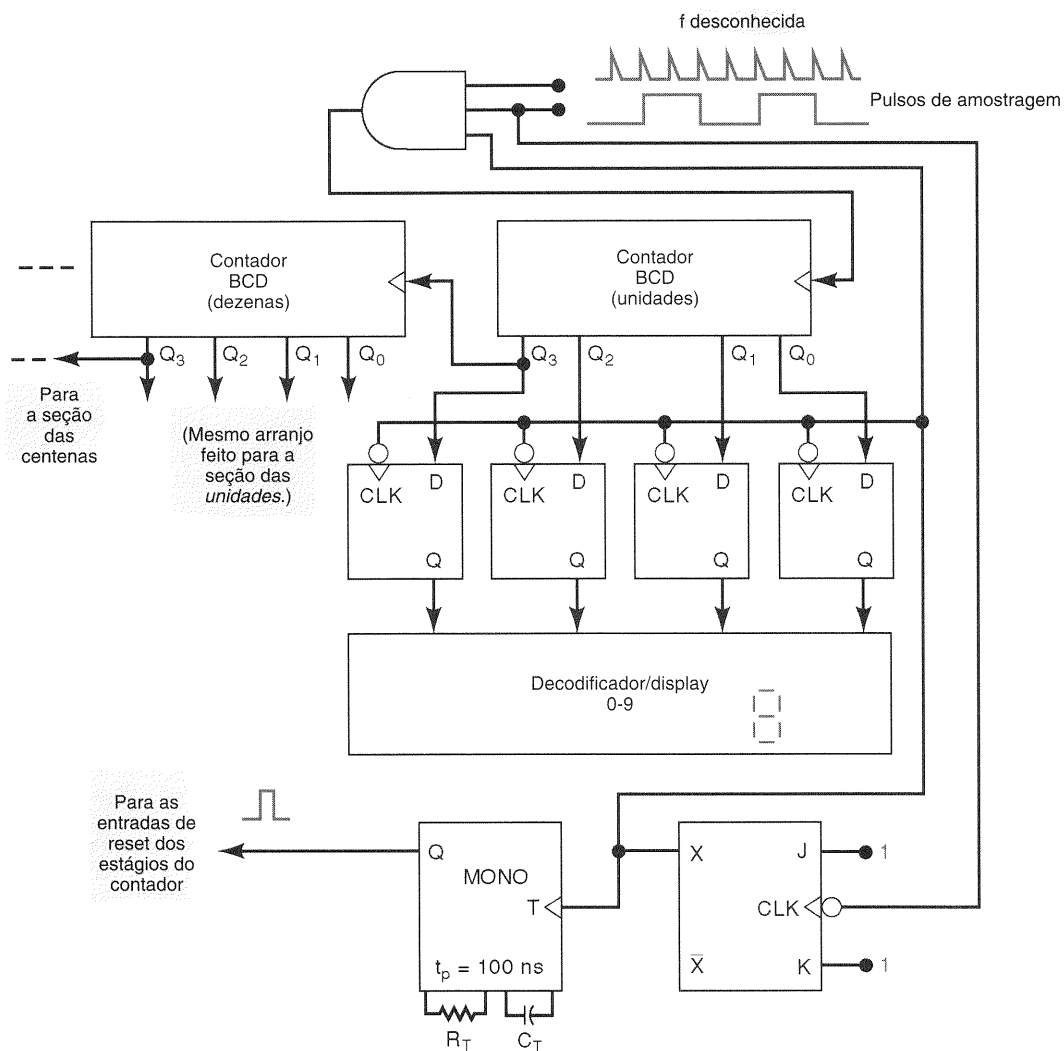 f desconhecida
Pulsos de amostragem
Contador
BCD
(dezenas)
Contador
BCD
(unidades)
Q3
Q2
Q1
Q0
Q3
Q2
Q1
Q0
Para
a seção
das
centenas
(Mesmo arranjo
feito para a
seção das
unidades.)
CLK
D
Q
CLK
D
Q
CLK
D
Q
CLK
D
Q
Decodificador/display
0-9
Para as
entradas de
reset dos
estágios do
contador
Q
MONO
T
tp = 100 ns
RT
CT
X
J
1
CLK
X̄
K
1